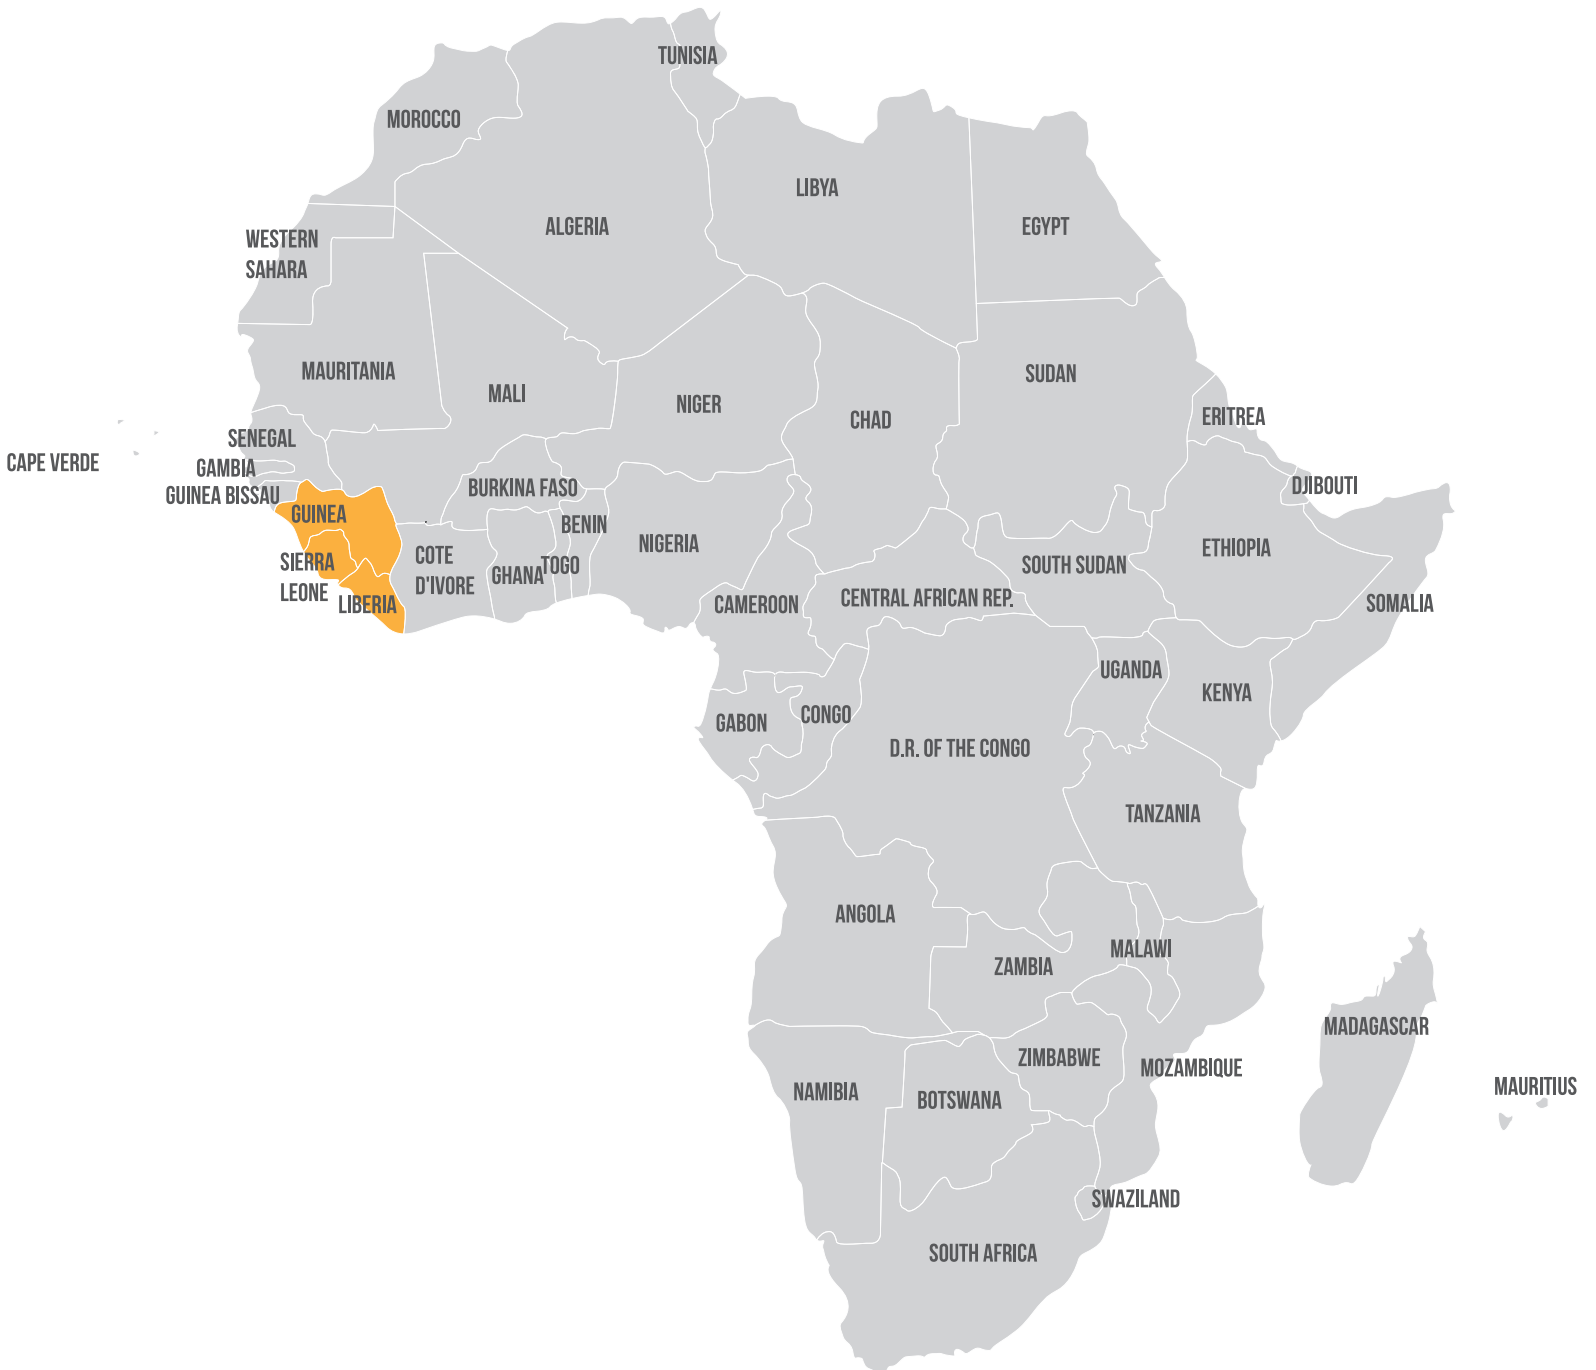 TUNISIA
MOROCCO
LIBYA
ALGERIA
EGYPT
WESTERN
SAHARA
MAURITANIA
MALI
NIGER
CHAD
SUDAN
ERITREA
SENEGAL
CAPE VERDE
GAMBIA
GUINEA BISSAU
BURKINA FASO
DJIBOUTI
GUINEA
BENIN
NIGERIA
ETHIOPIA
SIERRA
LEONE
COTE
D'IVORE
GHANA
TOGO
SOUTH SUDAN
LIBERIA
CAMEROON
CENTRAL AFRICAN REP.
SOMALIA
UGANDA
KENYA
GABON
CONGO
D.R. OF THE CONGO
TANZANIA
ANGOLA
MALAWI
ZAMBIA
MADAGASCAR
ZIMBABWE
MOZAMBIQUE
MAURITIUS
NAMIBIA
BOTSWANA
SWAZILAND
SOUTH AFRICA